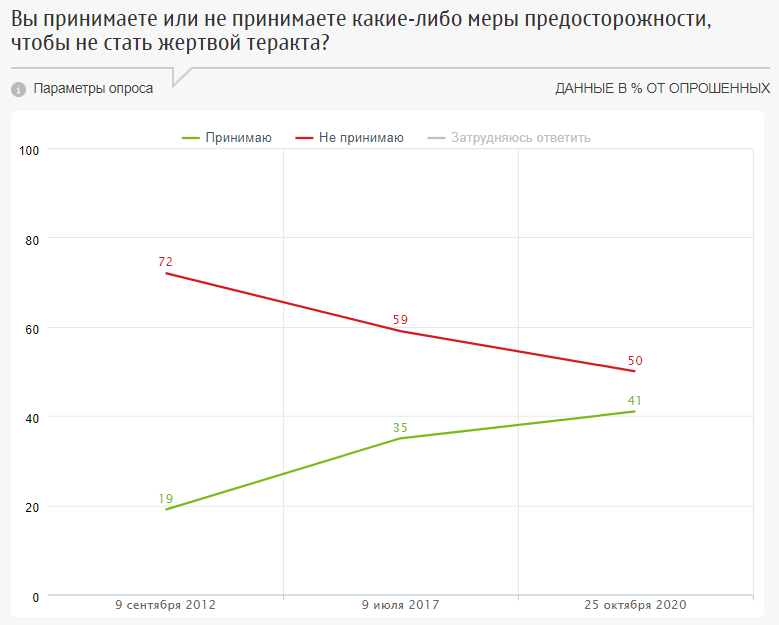 Вы принимаете или не принимаете какие-либо меры предосторожности,
чтобы не стать жертвой теракта?
Параметры опроса
ДАННЫЕ В % ОТ ОПРОШЕННЫХ
Принимаю Не принимаю Затрудняюсь ответить
100
80
60
40
20
0
72
59
50
19
35
41
9 сентября 2012 9 июля 2017 25 октября 2020